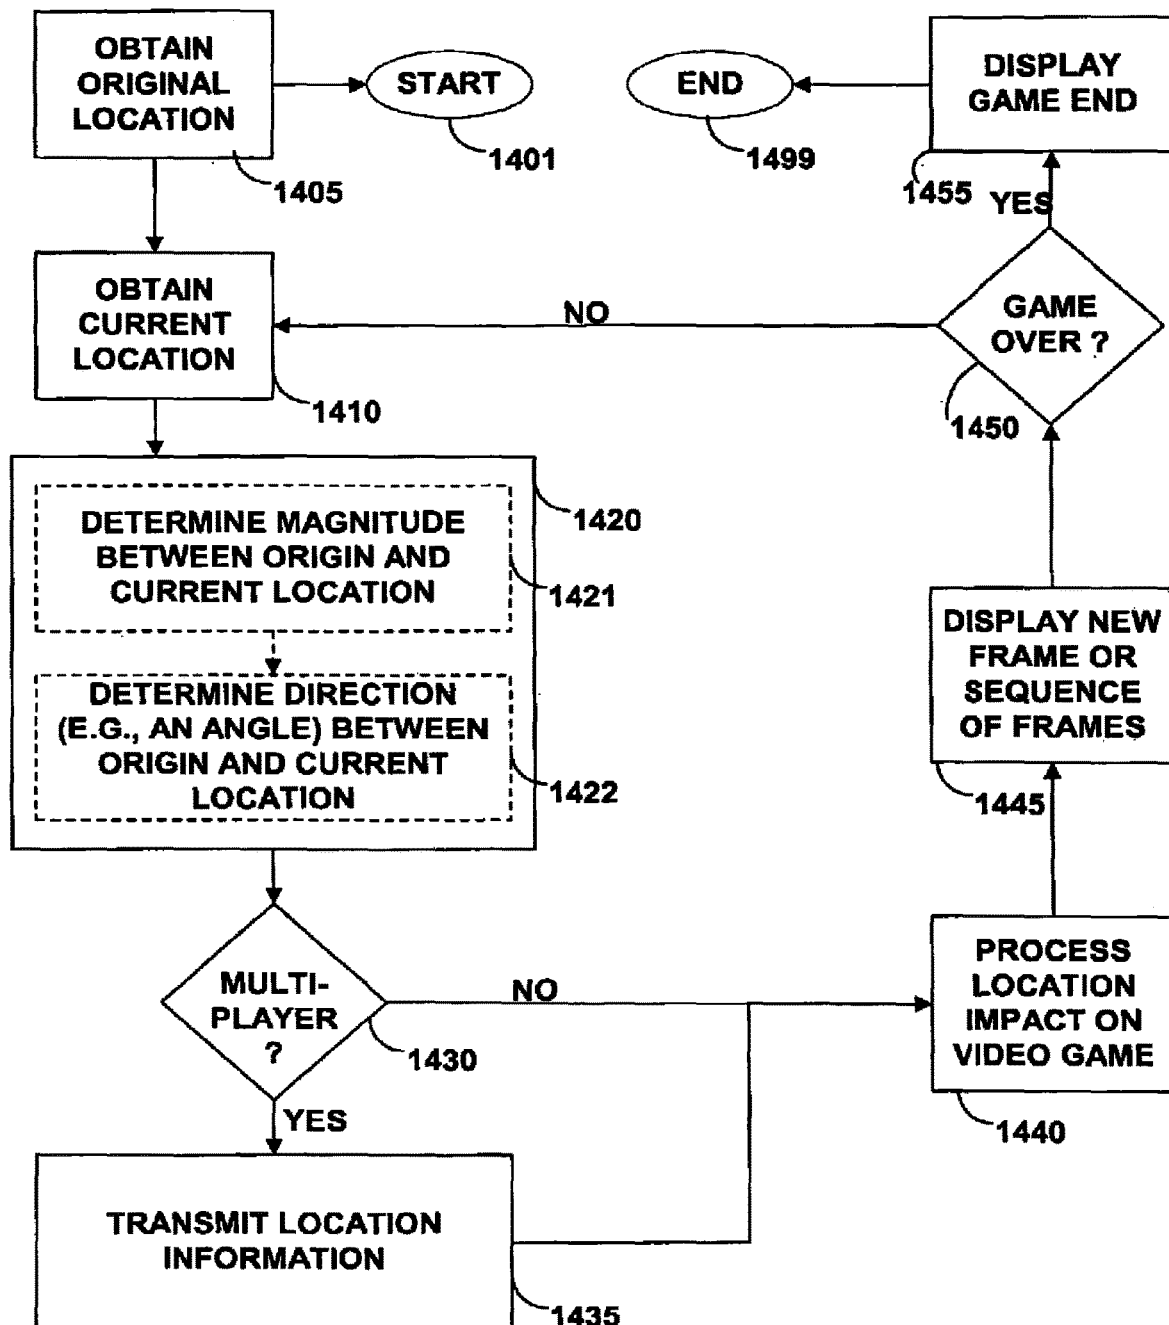 OBTAIN
ORIGINAL
LOCATION
1405
START
1401
END
1499
DISPLAY
GAME END
1455
YES
OBTAIN
CURRENT
LOCATION
1410
NO
GAME
OVER ?
1450
1420
DETERMINE MAGNITUDE
BETWEEN ORIGIN AND
CURRENT LOCATION
1421
DETERMINE DIRECTION
(E.G., AN ANGLE) BETWEEN
ORIGIN AND CURRENT
LOCATION
1422
DISPLAY NEW
FRAME OR
SEQUENCE
OF FRAMES
1445
MULTI-
PLAYER
?
1430
NO
YES
PROCESS
LOCATION
IMPACT ON
VIDEO GAME
1440
TRANSMIT LOCATION
INFORMATION
1435